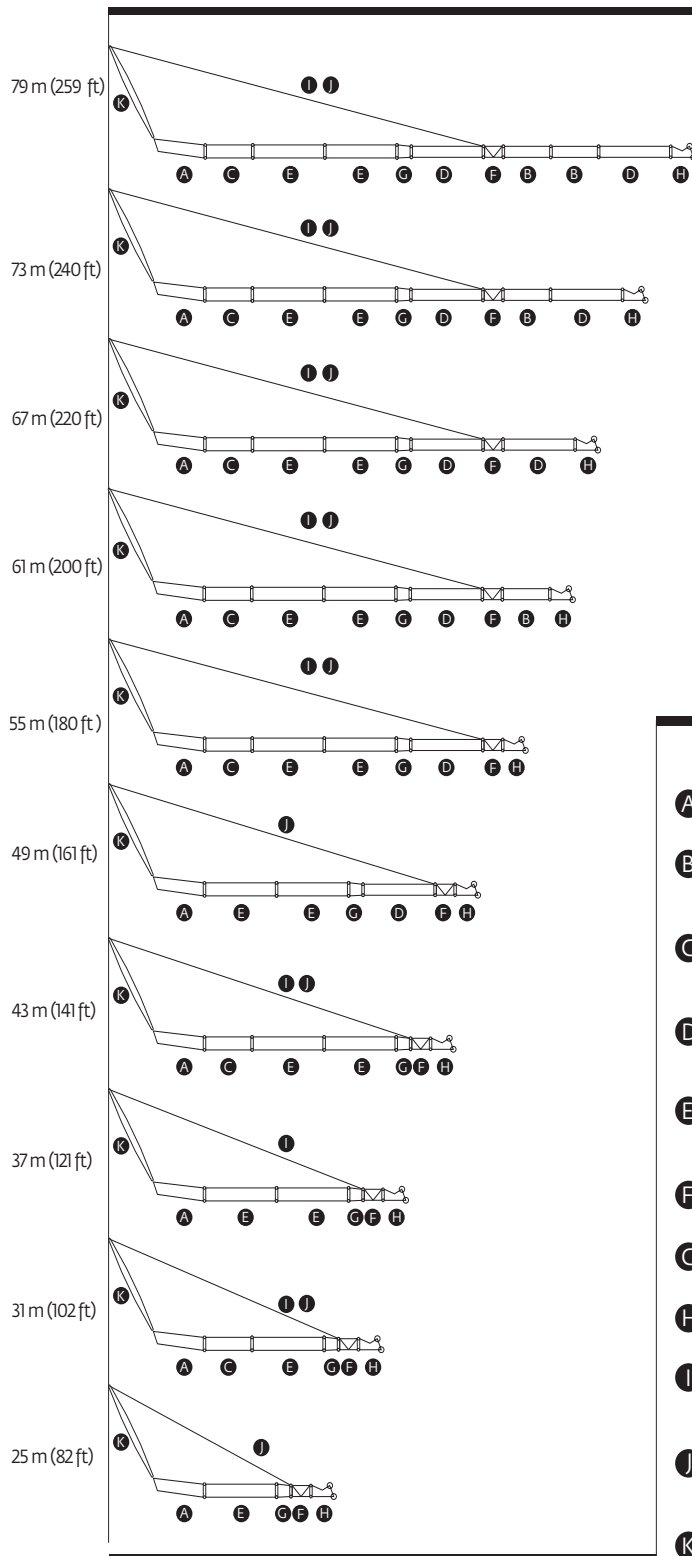 I J
79 m (259 ft)
K
A C E E G D F B B D H
I J
K
73 m (240 ft)
A C E E G D F B D H
I J
K
67 m (220 ft)
A C E E G D F D H
I J
K
61 m (200 ft)
A C E E G D F B H
I J
K
55 m (180 ft)
A C E E G D F H
J
K
49 m (161 ft)
A E E G D F H
I J
K
43 m (141 ft)
A C E E G F H
I
K
37 m (121 ft)
A E E G F H
I J
K
31 m (102 ft)
A C E G F H
J
K
25 m (82 ft)
A E G F H
A
B
C
D
E
F
G
H
I
J
K